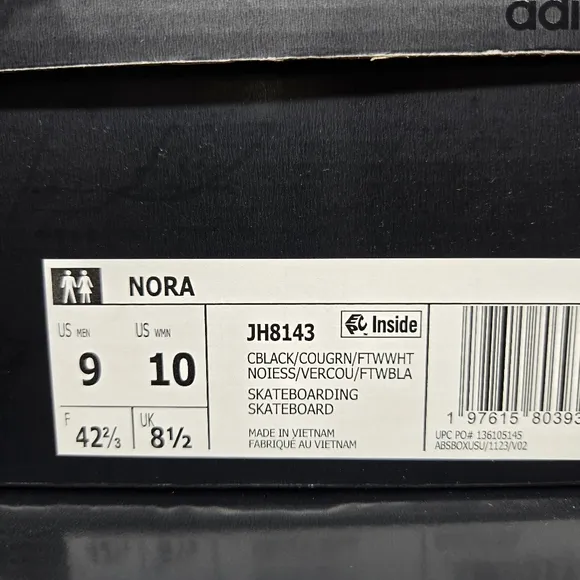 adi
NORA
US MEN
9
US WMN
10
F
42⅔
UK
8½
JH8143
Inside
CBLACK/COUGRN/FTWWHT
NOIESS/VERCOU/FTWBLA
SKATEBOARDING
SKATEBOARD
MADE IN VIETNAM
FABRIQUÉ AU VIETNAM
1 97615 80393
UPC PO# 136105145
ABSBOXUSU/1123/V02